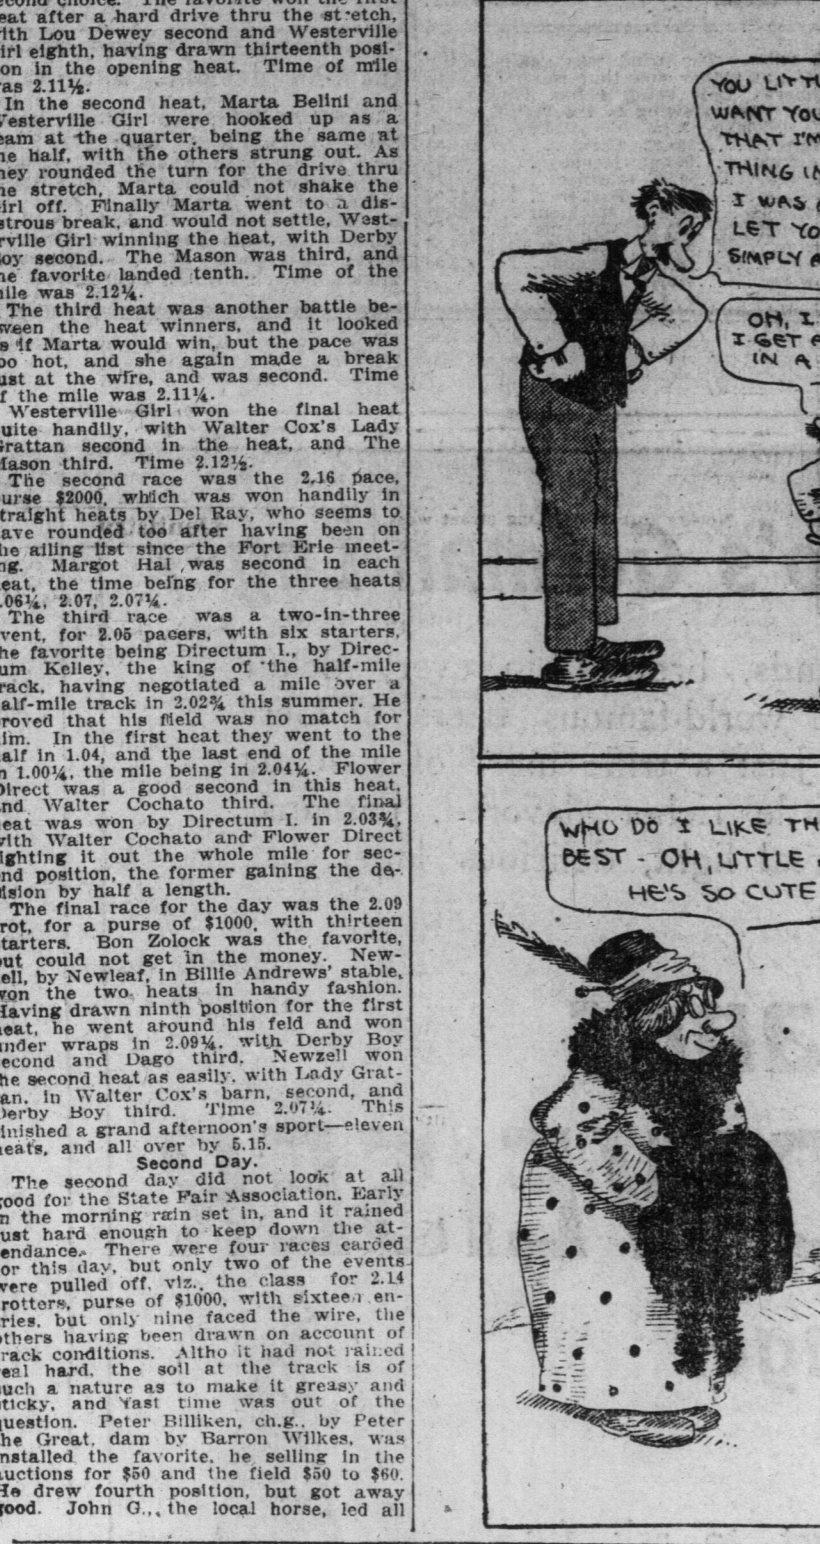 second choice. The favorite won the first
eat after a hard drive thru the stretch,
ith Lou Dewey second and Westerville
irl eighth, having drawn thirteenth posi-
on in the opening heat. Time of mile
as 2.11½.
In the second heat, Marta Belini and
Westerville Girl were hooked up as a
eam at the quarter, being the same at
he half, with the others strung out. As
hey rounded the turn for the drive thru
he stretch, Marta could not shake the
irl off. Finally Marta went to a dis-
strous break, and would not settle, West-
rville Girl winning the heat, with Derby
oy second. The Mason was third, and
he favorite landed tenth. Time of the
ile was 2.12¼.
The third heat was another battle be-
ween the heat winners, and it looked
s if Marta would win, but the pace was
oo hot, and she again made a break
ust at the wire, and was second. Time
f the mile was 2.11¼.
Westerville Girl won the final heat
uite handily, with Walter Cox's Lady
Grattan second in the heat, and The
Mason third. Time 2.12½.
The second race was the 2.16 pace,
urse $2000, which was won handily in
traight heats by Del Ray, who seems to
ave rounded too after having been on
he ailing list since the Fort Erie meet-
ng. Margot Hal was second in each
eat, the time being for the three heats
.06¼, 2.07, 2.07¼.
The third race was a two-in-three
vent, for 2.05 pacers, with six starters,
he favorite being Directum I., by Direc-
um Kelley, the king of the half-mile
rack, having negotiated a mile over a
alf-mile track in 2.02¾ this summer. He
roved that his field was no match for
im. In the first heat they went to the
alf in 1.04, and the last end of the mile
n 1.00¼, the mile being in 2.04¼. Flower
Direct was a good second in this heat,
nd Walter Cochato third. The final
eat was won by Directum I. in 2.03¾,
ith Walter Cochato and Flower Direct
ighting it out the whole mile for sec-
nd position, the former gaining the de-
ision by half a length.
The final race for the day was the 2.09
rot, for a purse of $1000, with thirteen
tarters. Bon Zolock was the favorite,
but could not get in the money. New-
ell, by Newleaf, in Billie Andrews' stable,
won the two heats in handy fashion.
Having drawn ninth position for the first
eat, he went around his feld and won
under wraps in 2.09¼, with Derby Boy
econd and Dago third. Newzell won
he second heat as easily, with Lady Grat-
an, in Walter Cox's barn, second, and
Derby Boy third. Time 2.07¼. This
inished a grand afternoon's sport—eleven
eats, and all over by 5.15.
Second Day.
The second day did not look at all
good for the State Fair Association. Early
n the morning rain set in, and it rained
ust hard enough to keep down the at-
endance. There were four races carded
or this day, but only two of the events
were pulled off, viz., the class for 2.14
rotters, purse of $1000, with sixteen en-
ries, but only nine faced the wire, the
others having been drawn on account of
rack conditions. Altho it had not rained
real hard, the soil at the track is of
such a nature as to make it greasy and
ticky, and fast time was out of the
question. Peter Billiken, ch.g., by Peter
the Great, dam by Barron Wilkes, was
nstalled the favorite, he selling in the
auctions for $50 and the field $50 to $60.
He drew fourth position, but got away
good. John G., the local horse, led all
YOU LITT
WANT YOU
THAT I'M
THING IN
I WAS
LET YO
SIMPLY A
OH, I
I GET A
IN A
WHO DO I LIKE TH
BEST - OH, LITTLE
HE'S SO CUTE